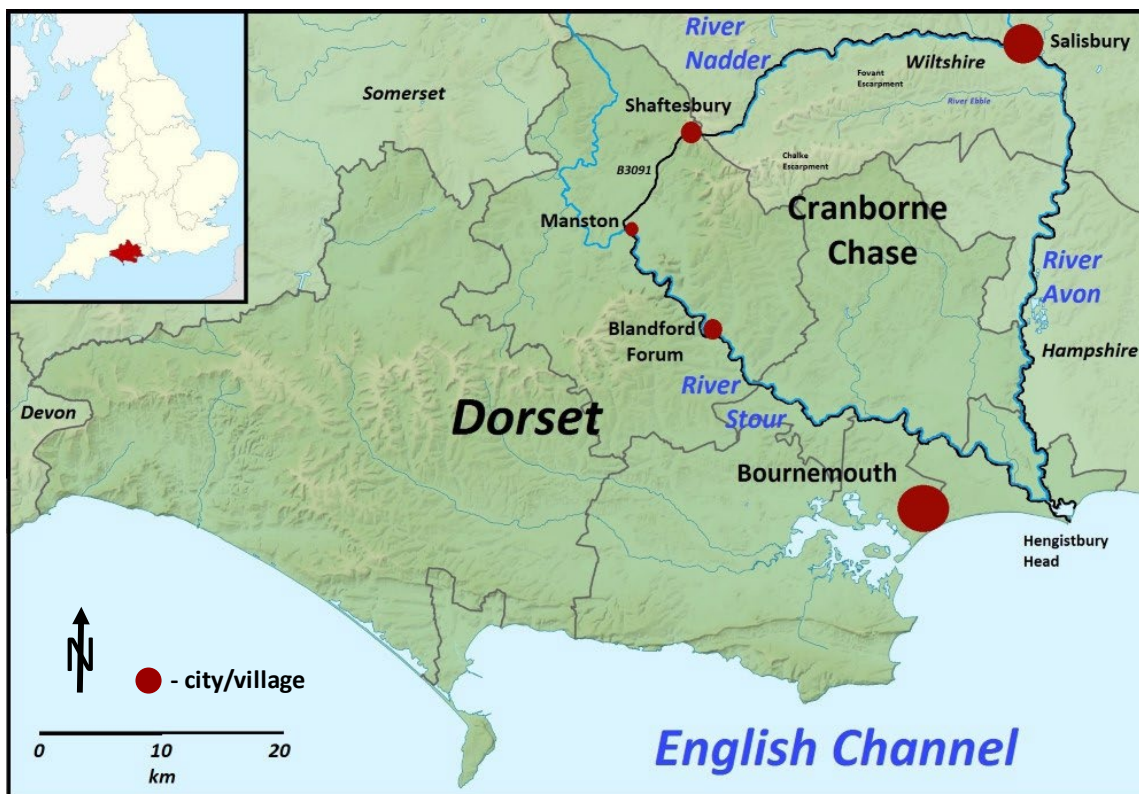 River
Nadder
Salisbury
Wiltshire
Somerset
Fovant
Escarpment
River Ebble
Shaftesbury
Chalke
Escarpment
B3091
Cranborne
Chase
Manston
River
Avon
Blandford
Forum
Hampshire
River
Stour
Devon
Dorset
Bournemouth
Hengistbury
Head
N
- city/village
0 10 20
km
English Channel